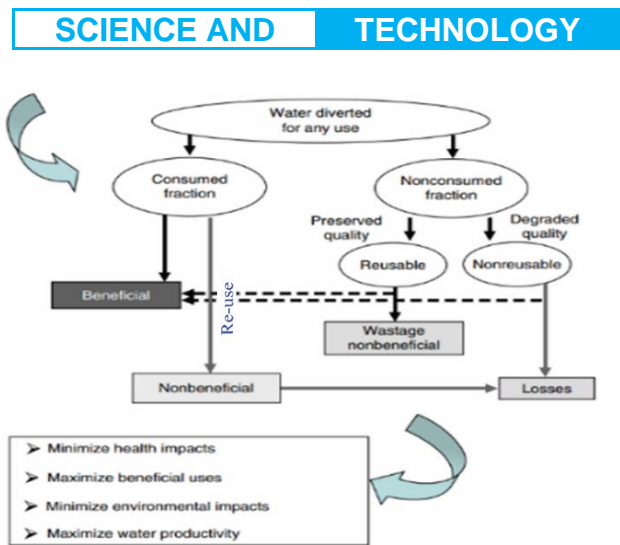 SCIENCE AND TECHNOLOGY
Water diverted
for any use
Consumed
fraction
Nonconsumed
fraction
Preserved
quality
Degraded
quality
Reusable
Nonreusable
Beneficial
Re-use
Wastage
nonbeneficial
Nonbeneficial
Losses
➢ Minimize health impacts
➢ Maximize beneficial uses
➢ Minimize environmental impacts
➢ Maximize water productivity